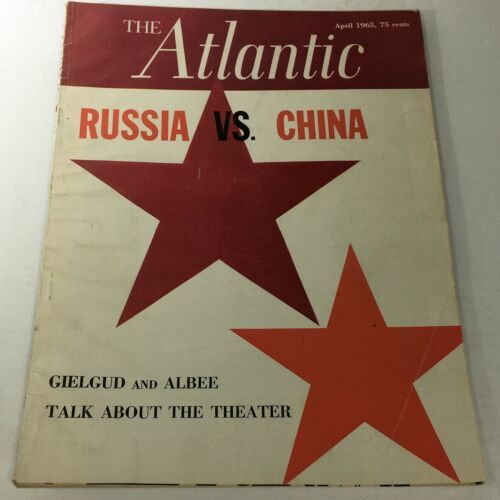 THE Atlantic
April 1965, 75 cents
RUSSIA VS. CHINA
GIELGUD AND ALBEE
TALK ABOUT THE THEATER